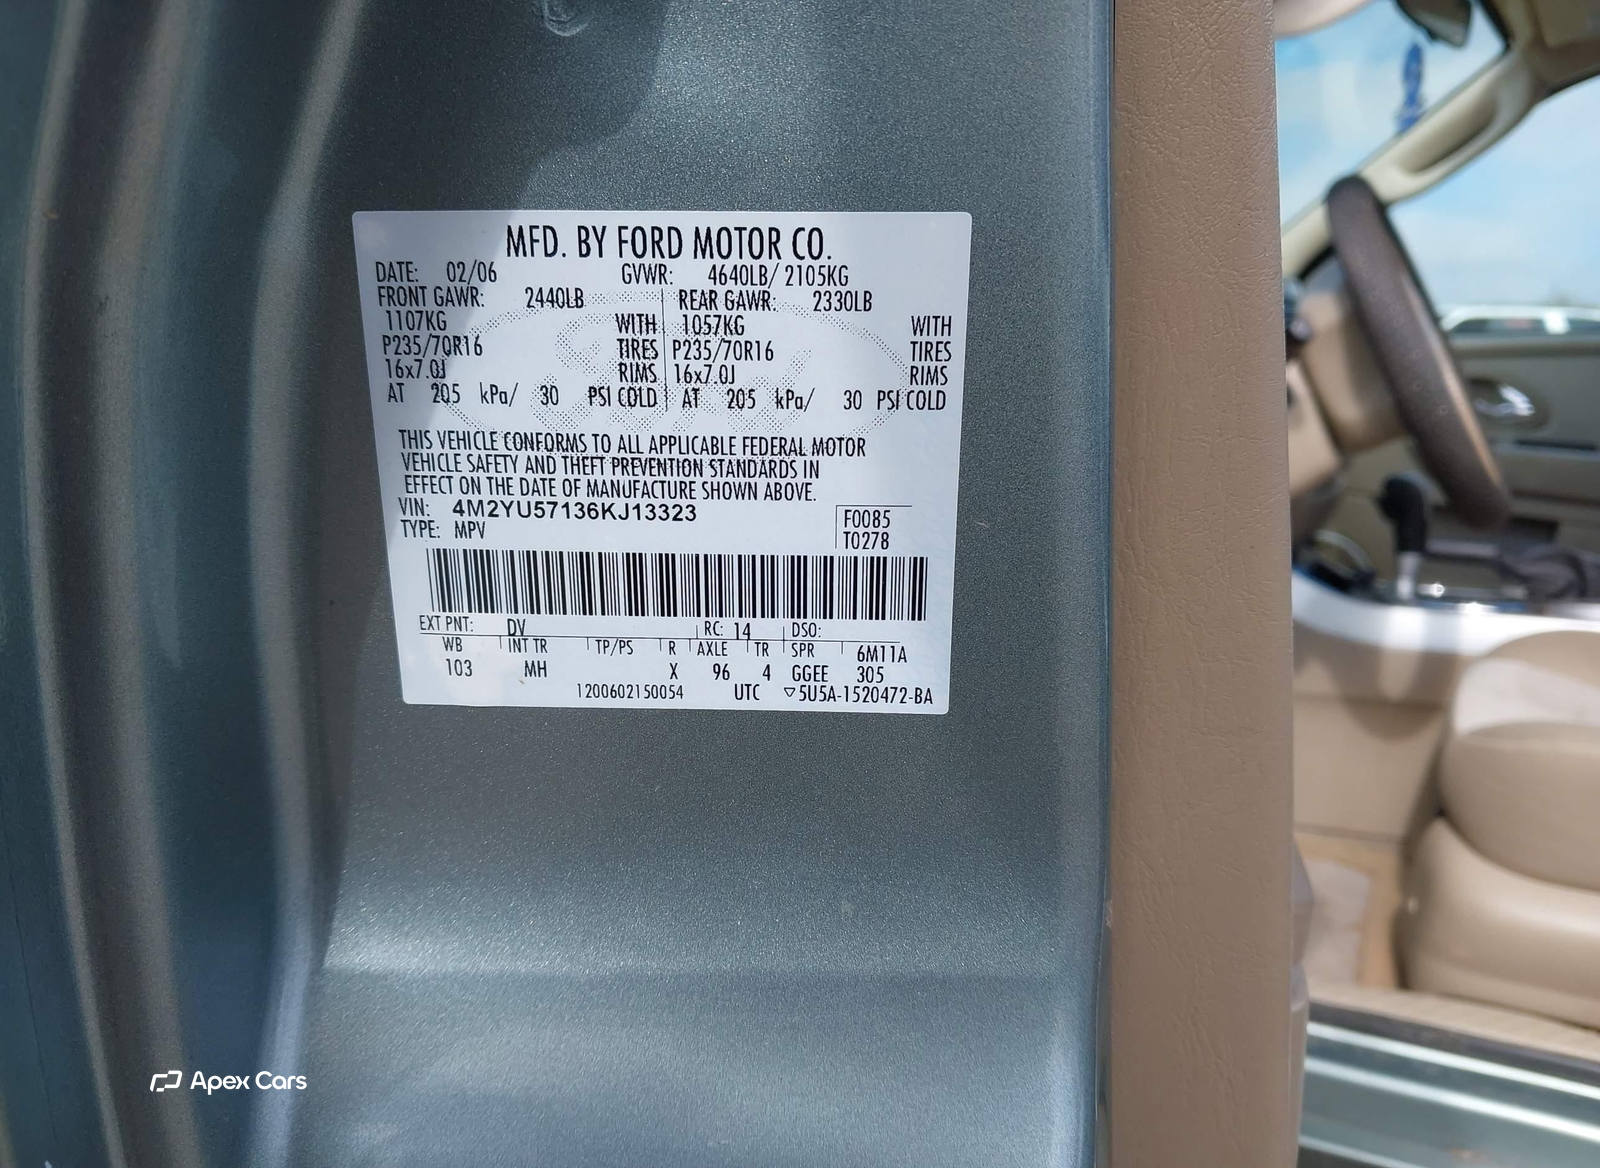 MFD. BY FORD MOTOR CO.
DATE: 02/06 GVWR: 4640LB/ 2105KG
FRONT GAWR: 2440LB REAR GAWR: 2330LB
1107KG WITH 1057KG WITH
P235/70R16 TIRES P235/70R16 TIRES
16x7.0J RIMS 16x7.0J RIMS
AT 205 kPa/ 30 PSI COLD AT 205 kPa/ 30 PSI COLD
THIS VEHICLE CONFORMS TO ALL APPLICABLE FEDERAL MOTOR
VEHICLE SAFETY AND THEFT PREVENTION STANDARDS IN
EFFECT ON THE DATE OF MANUFACTURE SHOWN ABOVE.
VIN: 4M2YU57136KJ13323 F0085
TYPE: MPV T0278
EXT PNT: DV RC: 14 DSO:
WB INT TR TP/PS R AXLE TR SPR 6M11A
103 MH X 96 4 GGEE 305
1200602150054 UTC ▽5U5A-1520472-BA
Apex Cars